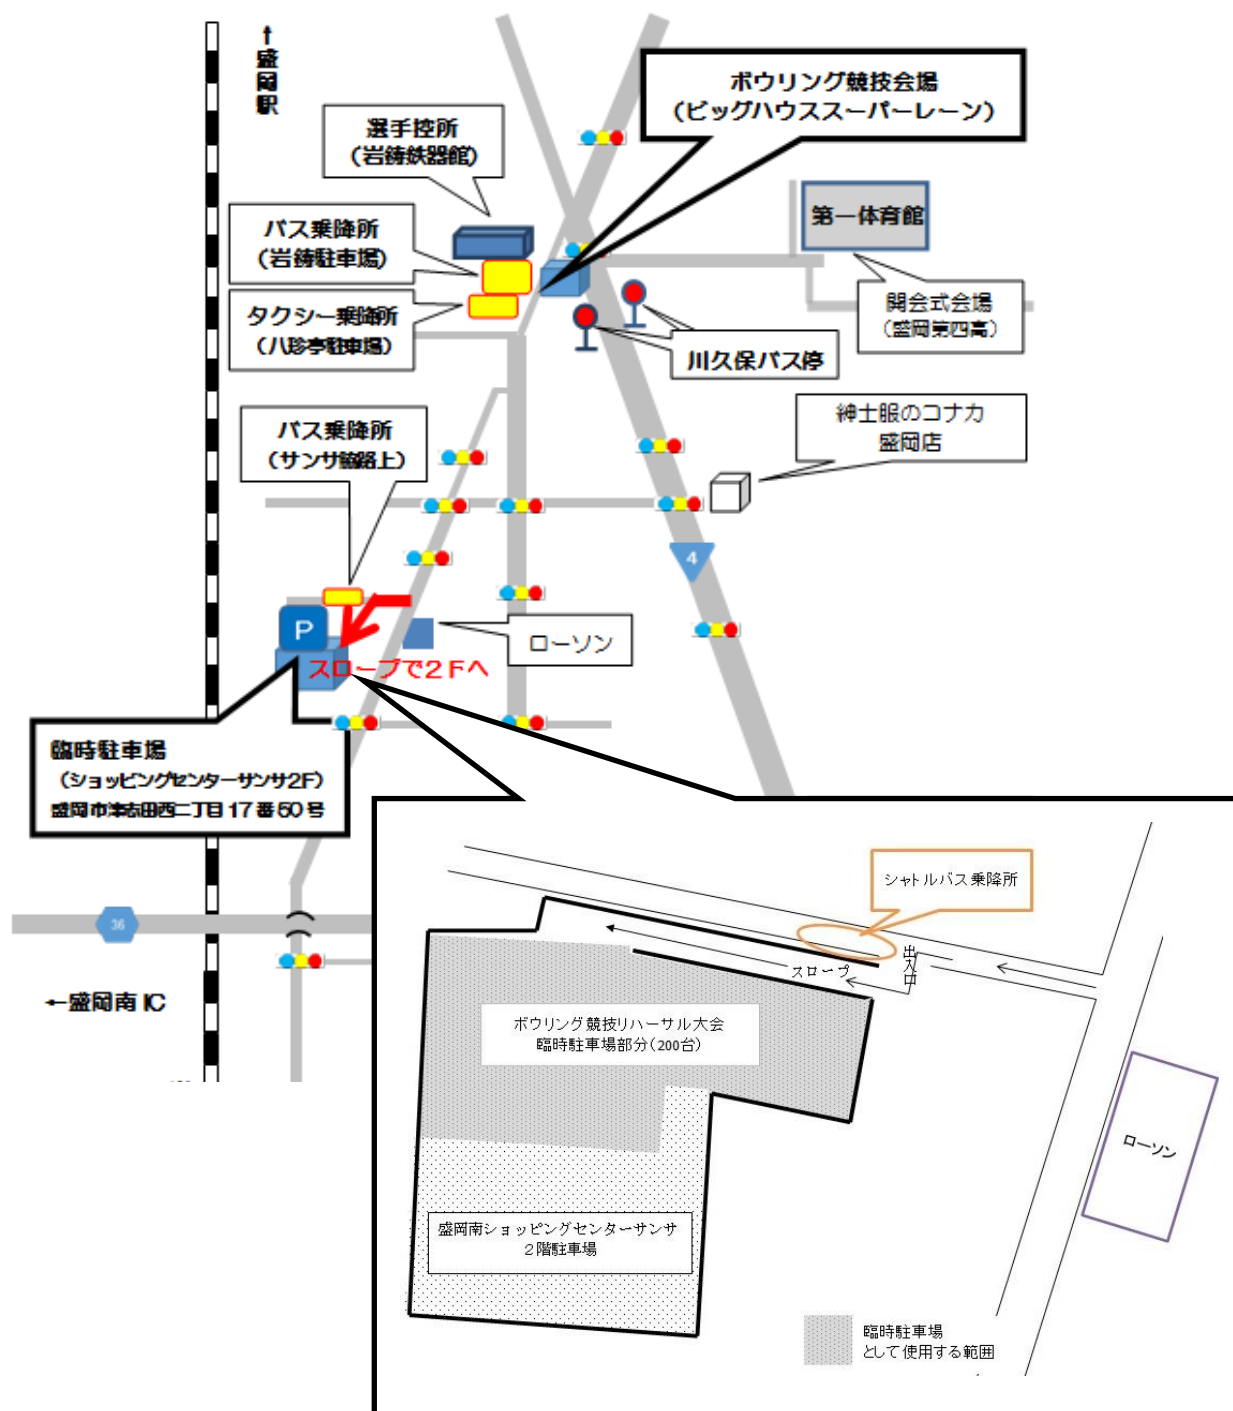 ↑盛岡駅
ボウリング競技会場
(ビッグハウススーパーレーン)
選手控所
(岩鋳鉄器館)
第一体育館
バス乗降所
(岩鋳駐車場)
タクシー乗降所
(八珍亭駐車場)
開会式会場
(盛岡第四高)
川久保バス停
紳士服のコナカ
盛岡店
バス乗降所
(サンサ脇路上)
4
P
ローソン
スロープで2Fへ
臨時駐車場
(ショッピングセンターサンサ2F)
盛岡市津志田西二丁目17番50号
36
←盛岡南IC
シャトルバス乗降所
出入口
スロープ
ボウリング競技リハーサル大会
臨時駐車場部分(200台)
ローソン
盛岡南ショッピングセンターサンサ
2階駐車場
臨時駐車場
として使用する範囲